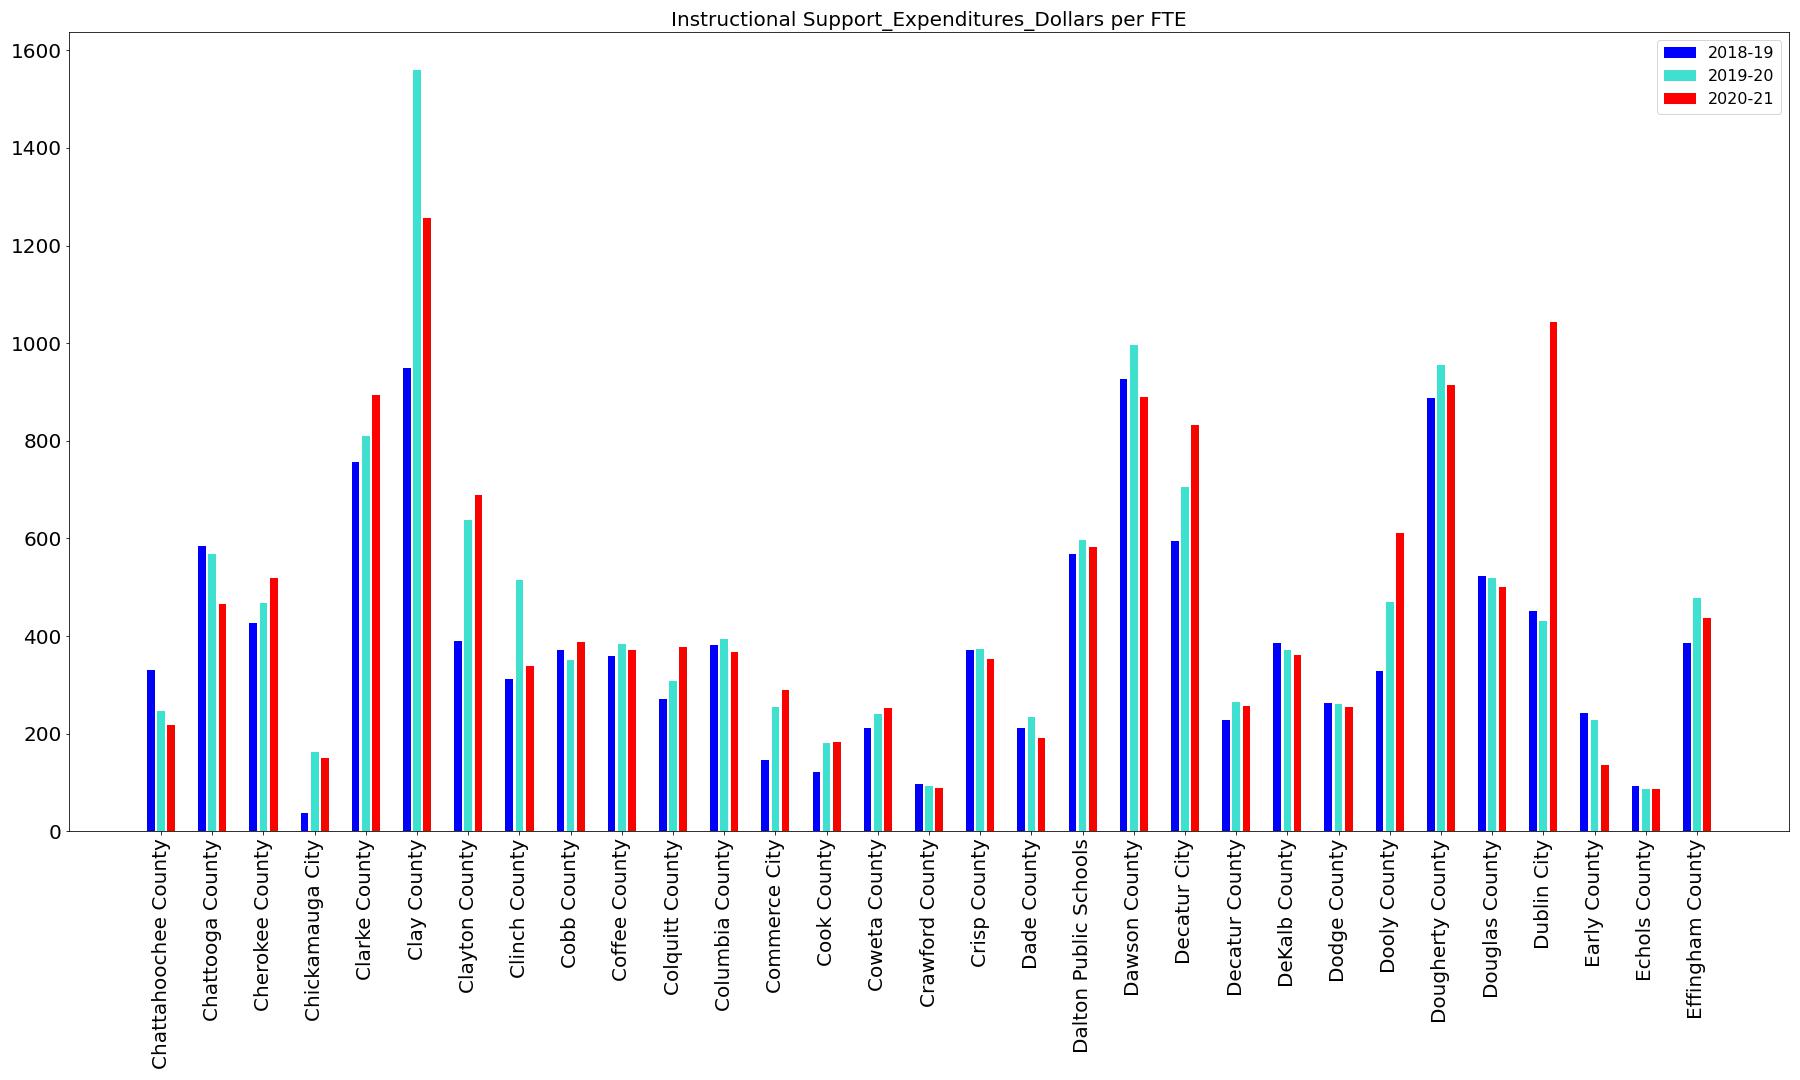 Instructional Support_Expenditures_Dollars per FTE
1600
1400
1200
1000
800
600
400
200
0
2018-19
2019-20
2020-21
Chattahoochee County
Chattooga County
Cherokee County
Chickamauga City
Clarke County
Clay County
Clayton County
Clinch County
Cobb County
Coffee County
Colquitt County
Columbia County
Commerce City
Cook County
Coweta County
Crawford County
Crisp County
Dade County
Dalton Public Schools
Dawson County
Decatur City
Decatur County
DeKalb County
Dodge County
Dooly County
Dougherty County
Douglas County
Dublin City
Early County
Echols County
Effingham County